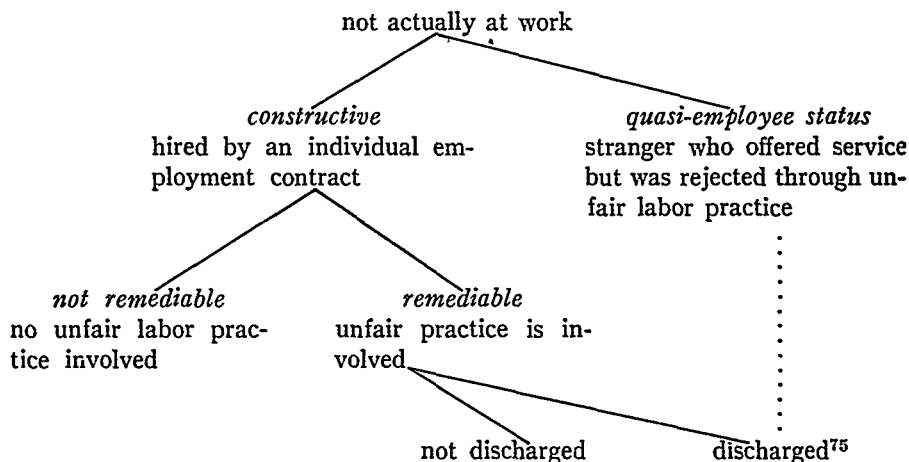 not actually at work
constructive
hired by an individual em-
ployment contract
quasi-employee status
stranger who offered service
but was rejected through un-
fair labor practice
not remediable
no unfair labor prac-
tice involved
remediable
unfair practice is in-
volved
not discharged
discharged75